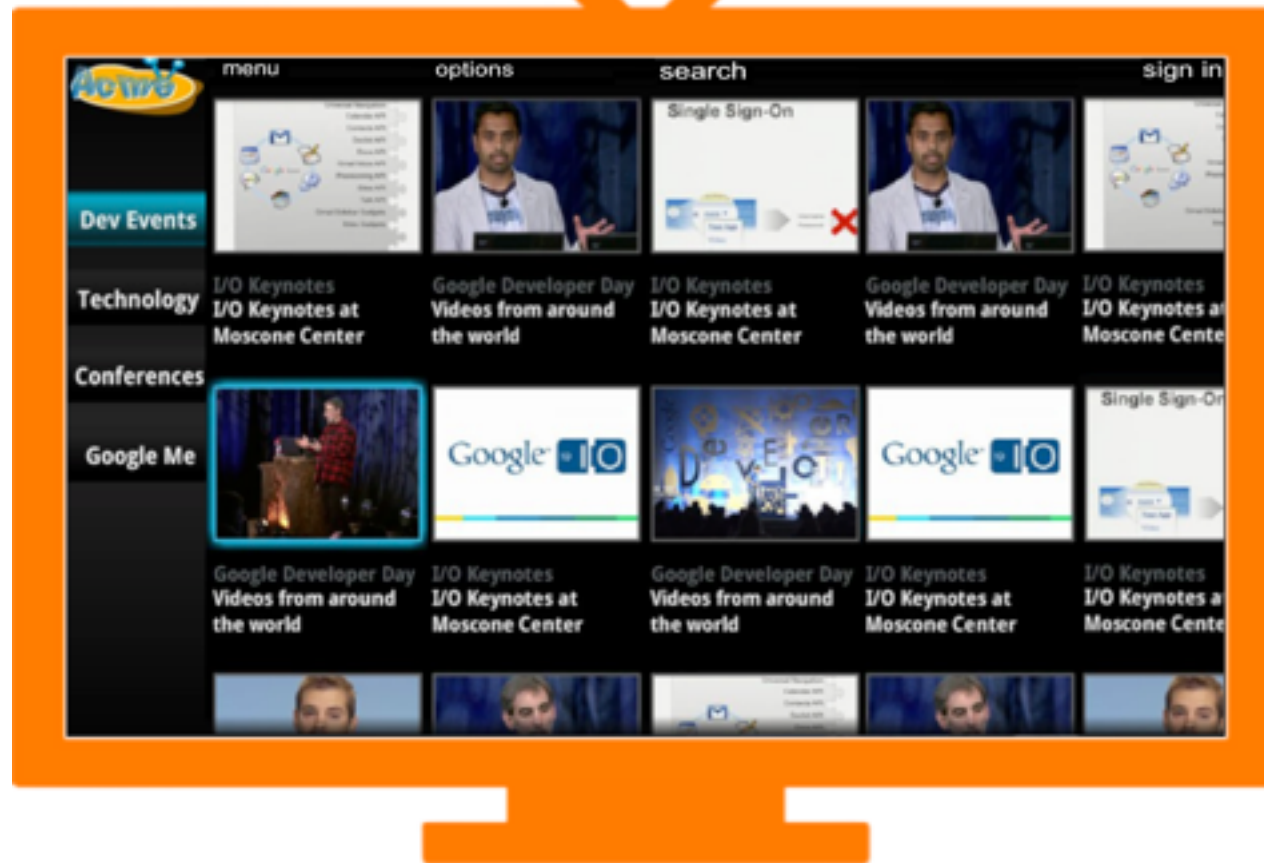 Acme
menu options search sign in
Single Sign-On
Dev Events
I/O Keynotes Google Developer Day I/O Keynotes Google Developer Day I/O Keynotes
Technology
I/O Keynotes at Videos from around I/O Keynotes at Videos from around I/O Keynotes at
Moscone Center the world Moscone Center the world Moscone Cente
Conferences
Single Sign-On
Google IO Google IO
Google Me
Google Developer Day I/O Keynotes Google Developer Day I/O Keynotes I/O Keynotes
Videos from around I/O Keynotes at Videos from around I/O Keynotes at I/O Keynotes a
the world Moscone Center the world Moscone Center Moscone Cente